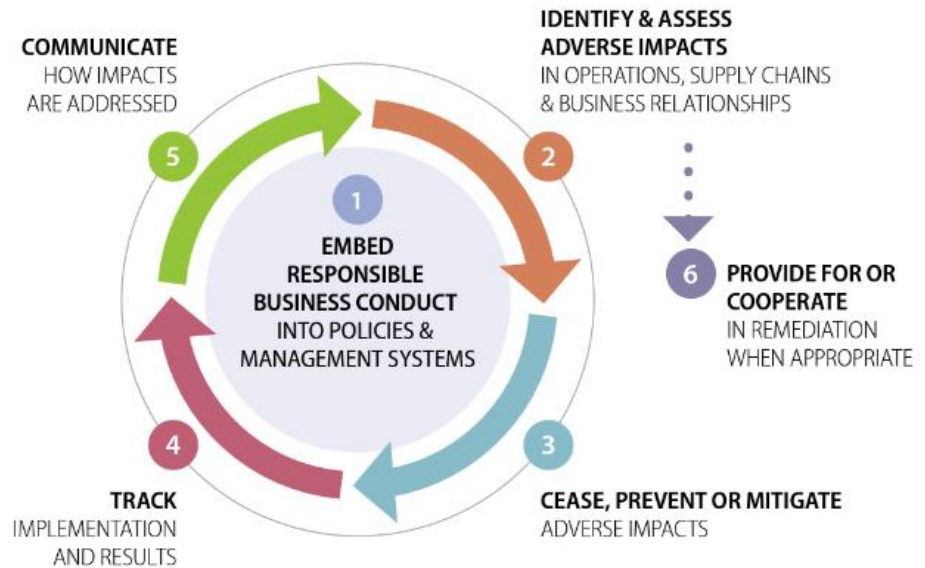 1
EMBED
RESPONSIBLE
BUSINESS CONDUCT
INTO POLICIES &
MANAGEMENT SYSTEMS
2
IDENTIFY & ASSESS
ADVERSE IMPACTS
IN OPERATIONS, SUPPLY CHAINS
& BUSINESS RELATIONSHIPS
3
CEASE, PREVENT OR MITIGATE
ADVERSE IMPACTS
4
TRACK
IMPLEMENTATION
AND RESULTS
5
COMMUNICATE
HOW IMPACTS
ARE ADDRESSED
6
PROVIDE FOR OR
COOPERATE
IN REMEDIATION
WHEN APPROPRIATE